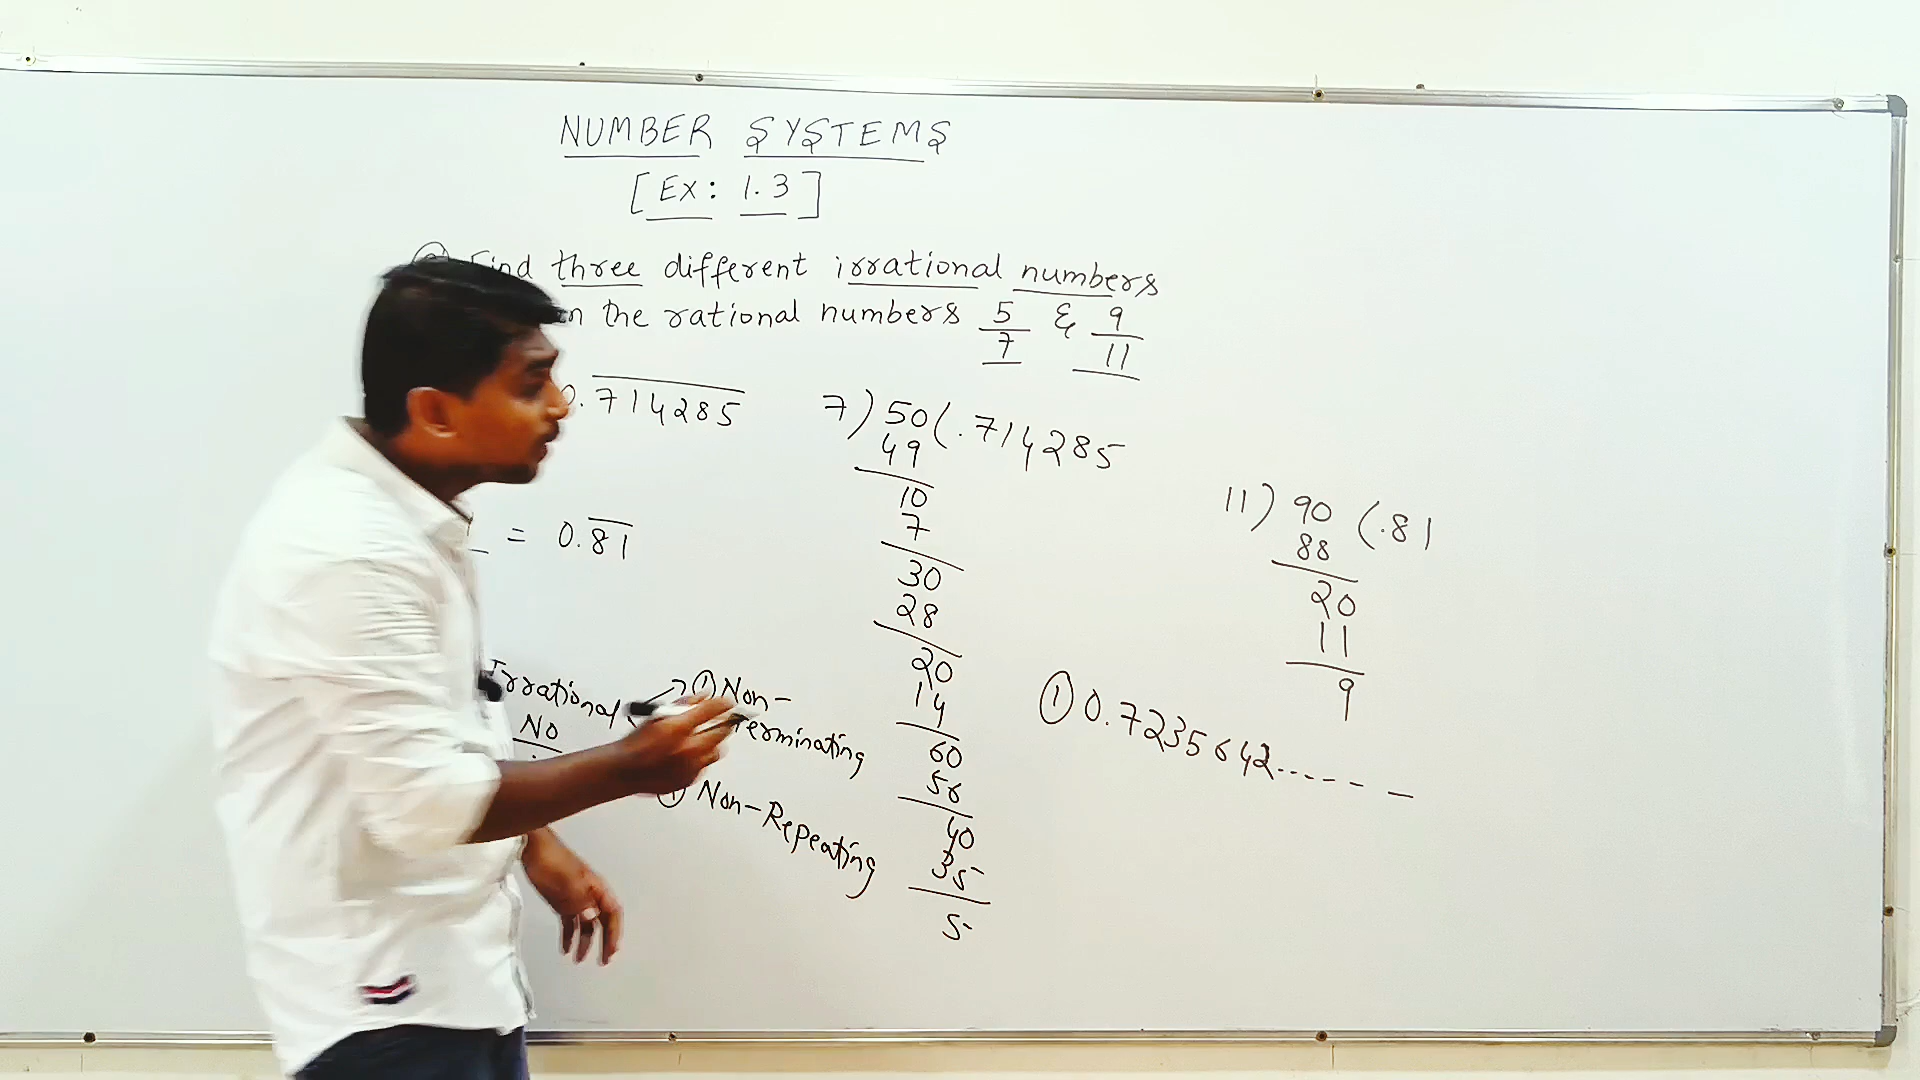 NUMBER SYSTEMS
[Ex: 1.3]
Find three different irrational numbers
the rational numbers 5/7 & 9/11
0.714285
7 ) 50 ( .714285
49
10
7
30
28
20
14
60
56
40
35
5
= 0.81
11 ) 90 ( .81
88
20
11
9
Irrational
No
① Non-
Terminating
Non-Repeating
① 0.7235642.....---